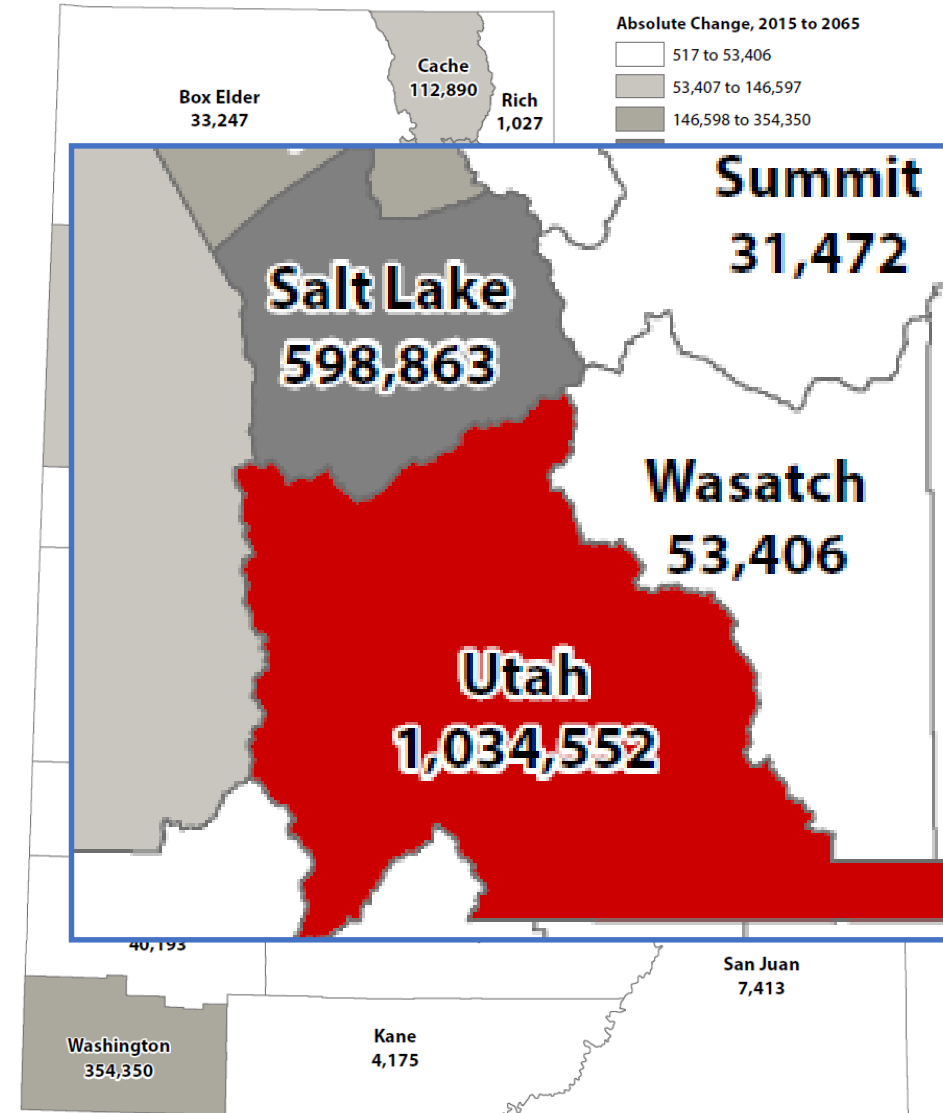 Absolute Change, 2015 to 2065
517 to 53,406
53,407 to 146,597
146,598 to 354,350
Cache
112,890
Box Elder
33,247
Rich
1,027
Summit
31,472
Salt Lake
598,863
Wasatch
53,406
Utah
1,034,552
40,193
San Juan
7,413
Washington
354,350
Kane
4,175